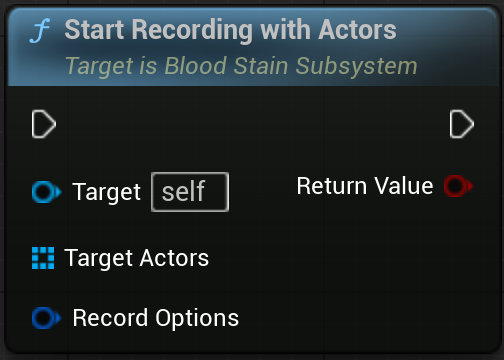 f Start Recording with Actors
Target is Blood Stain Subsystem
Target self
Return Value
Target Actors
Record Options